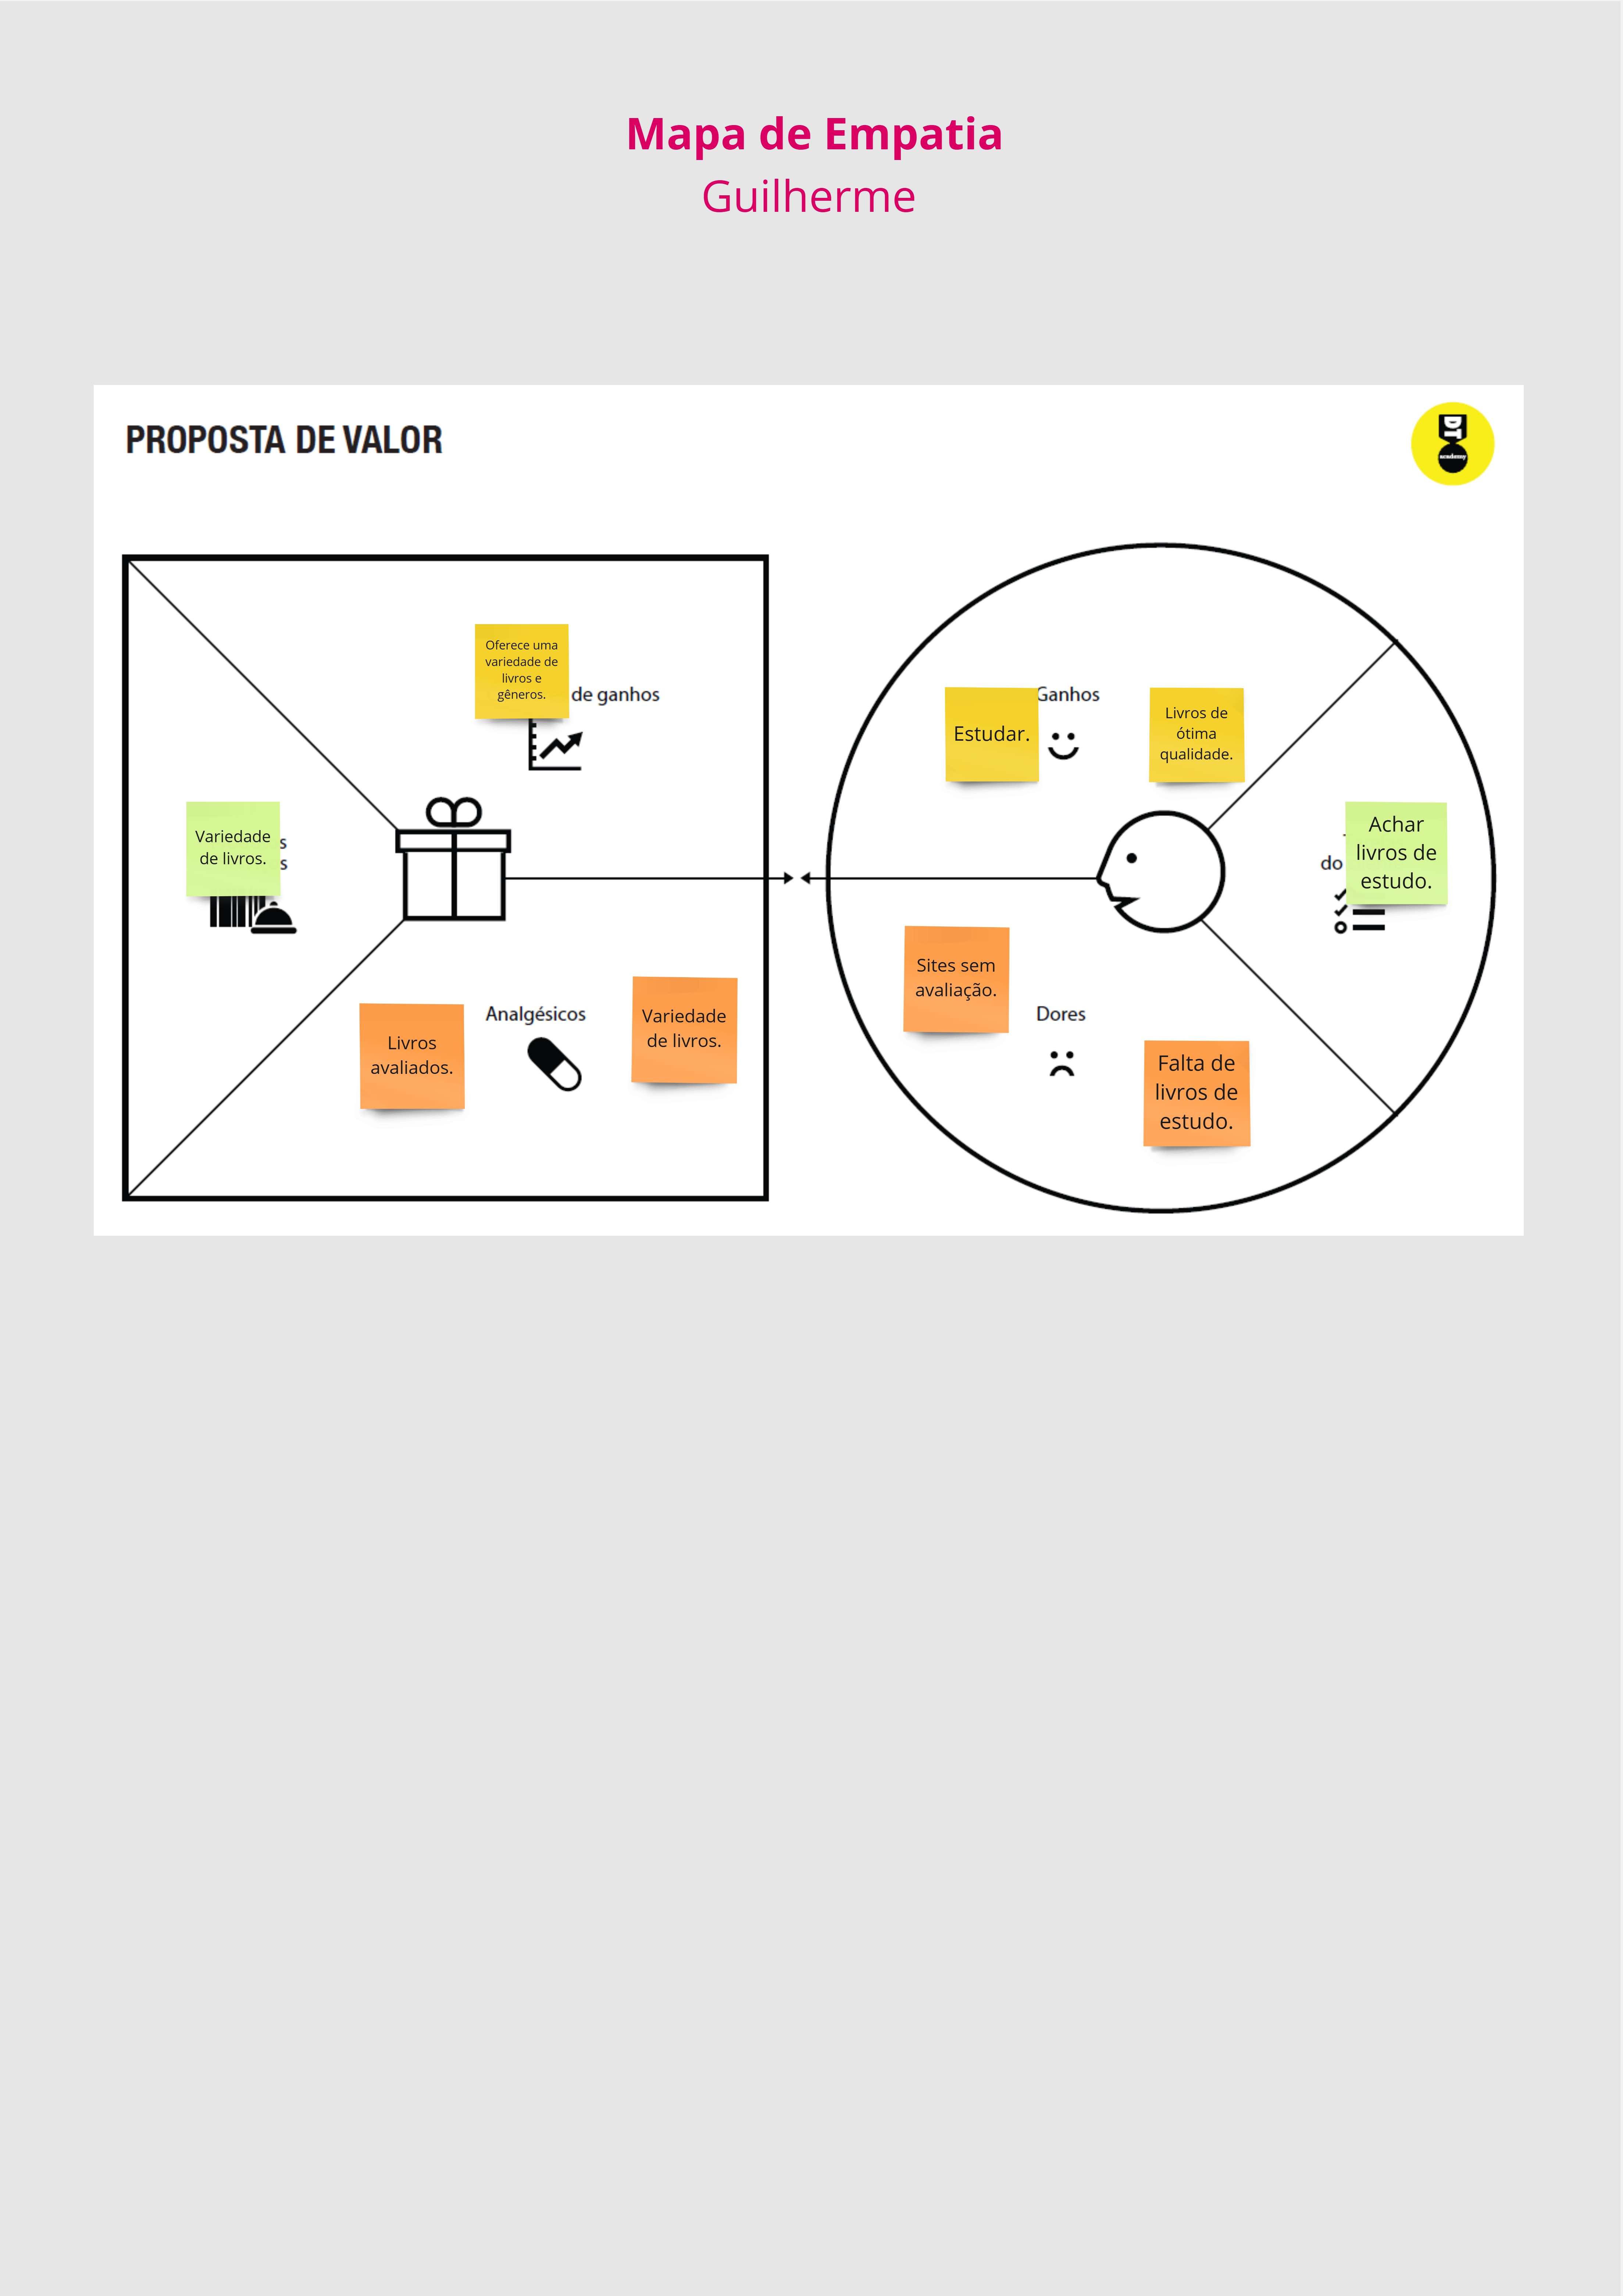 Mapa de Empatia
Guilherme
PROPOSTA DE VALOR
DT
academy
Oferece uma
variedade de
livros e
gêneros.
de ganhos
Variedade
de livros.
Analgésicos
Livros
avaliados.
Variedade
de livros.
Ganhos
Estudar.
Livros de
ótima
qualidade.
do
Achar
livros de
estudo.
Sites sem
avaliação.
Dores
Falta de
livros de
estudo.